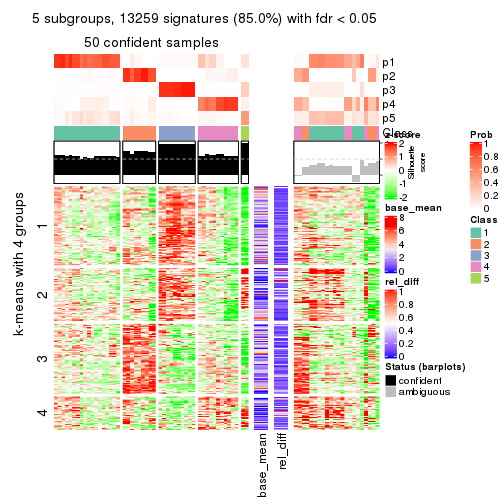 5 subgroups, 13259 signatures (85.0%) with fdr < 0.05
50 confident samples
p1
p2
p3
p4
p5
Class
k-means with 4 groups
1
2
3
4
base_mean
rel_diff
z-score
2
1
0
-1
-2
Silhouette
score
base_mean
8
6
4
2
0
rel_diff
1
0.8
0.6
0.4
0.2
0
Status (barplots)
confident
ambiguous
Prob
1
0.8
0.6
0.4
0.2
0
Class
1
2
3
4
5